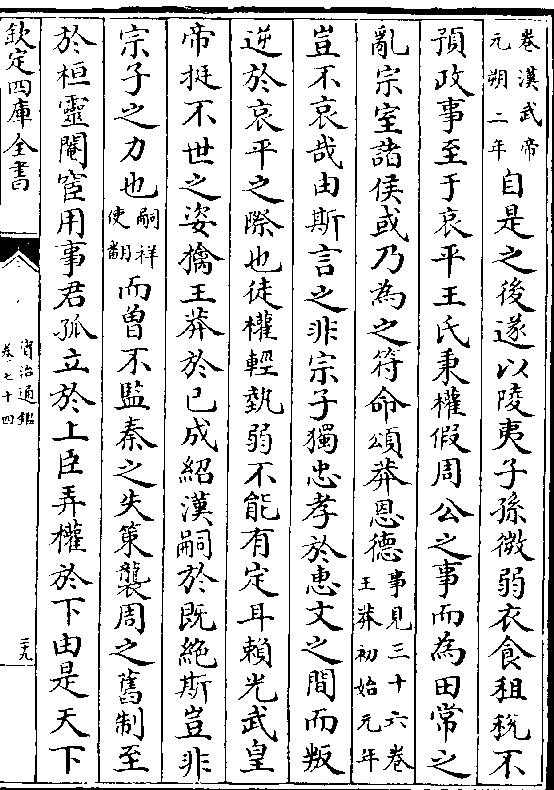 卷漢武帝
元朔二年
自是之後遂以陵夷子孫微弱衣食租稅不
預政事至于哀平王氏秉權假周公之事而為田常之
亂宗室諸侯或乃為之符命頌莽恩德
事見三十六卷
王莽初始元年
豈不哀哉由斯言之非宗子獨忠孝於惠文之間而叛
逆於哀平之際也徒權輕勢弱不能有定耳賴光武皇
帝挺不世之姿擒王莽於已成紹漢嗣於既絶斯豈非
宗子之力也
嗣祥
使翻
而曽不監秦之失策襲周之舊制至
於桓靈閹宦用事君孤立於上臣弄權於下由是天下
欽定四庫全書
資治通鑑
卷七十四